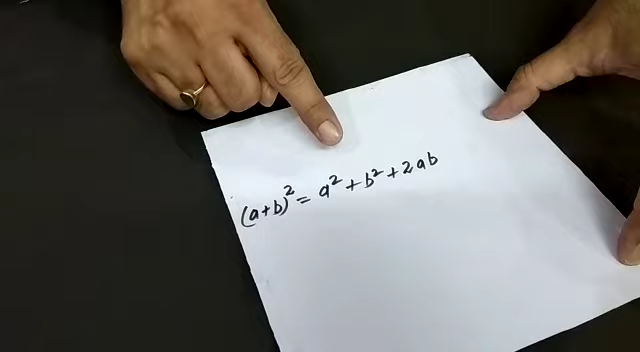 (a+b)² = a² + b² + 2ab